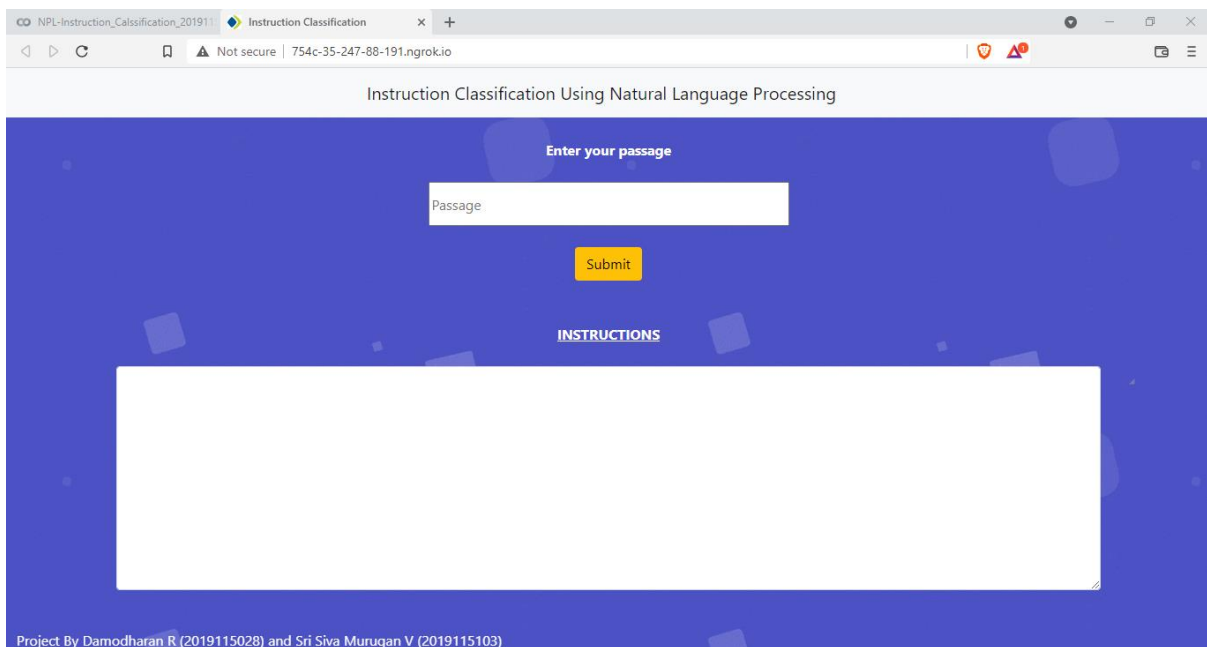 NPL-Instruction_Calssification_20191
Instruction Classification
Not secure | 754c-35-247-88-191.ngrok.io
Instruction Classification Using Natural Language Processing
Enter your passage
Passage
Submit
INSTRUCTIONS
Project By Damodharan R (2019115028) and Sri Siva Murugan V (2019115103)